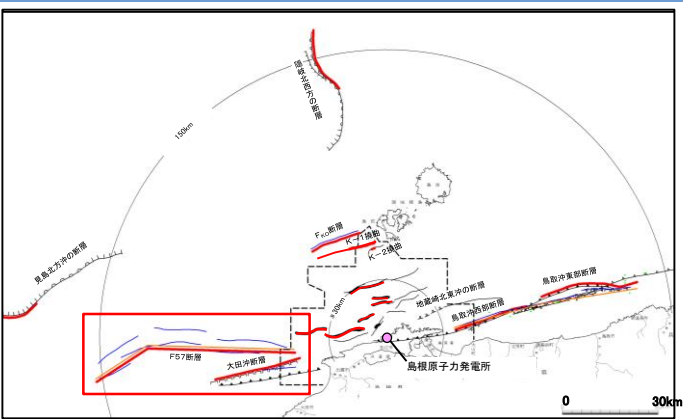 隠岐北西方の断層
150km
見島北方沖の断層
FKO断層
K-1撓曲
K-2撓曲
30km
地蔵崎北東沖の断層
鳥取沖東部断層
鳥取沖西部断層
F57断層
大田沖断層
島根原子力発電所
0 30km